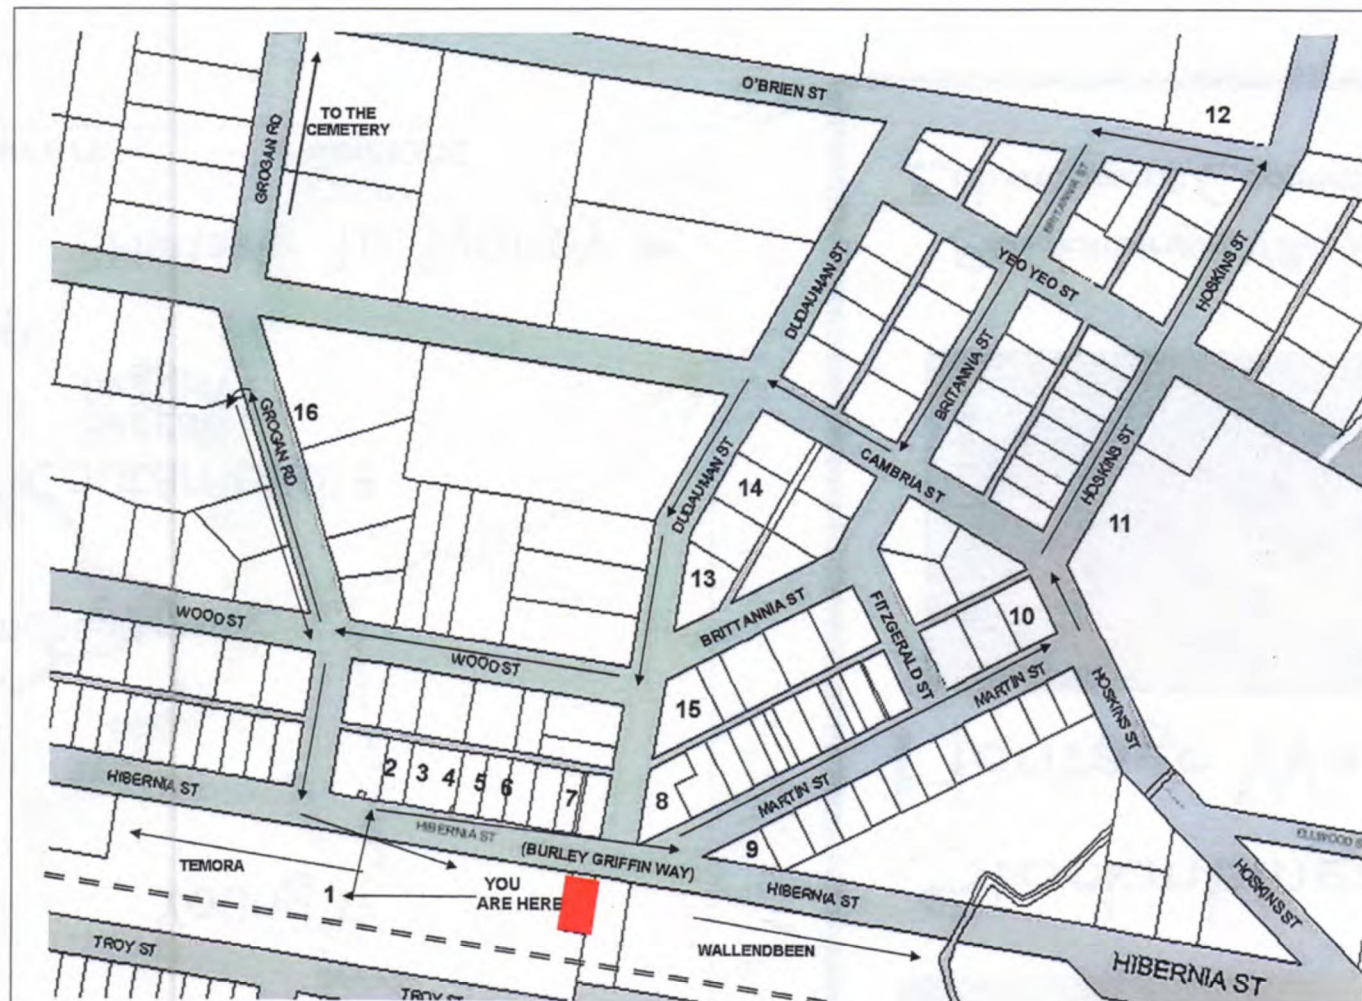 O'BRIEN ST
12
TO THE
CEMETERY
GROGAN RD
BRITANNIA ST
YEO YEO ST
HOSKINS ST
DUDAUMAN ST
BRITANNIA ST
16
GROGAN RD
CAMBRIA ST
HOSKINS ST
DUDAUMAN ST
14
11
13
WOOD ST
BRITTANNIA ST
FITZGERALD ST
10
WOOD ST
MARTIN ST
HOSKINS ST
15
2
3
4
5
6
7
8
HIBERNIA ST
MARTIN ST
HIBERNIA ST
(BURLEY GRIFFIN WAY)
9
TEMORA
1
YOU
ARE HERE
HIBERNIA ST
HOSKINS ST
WALLENDBEEN
HIBERNIA ST
TROY ST
TROY ST